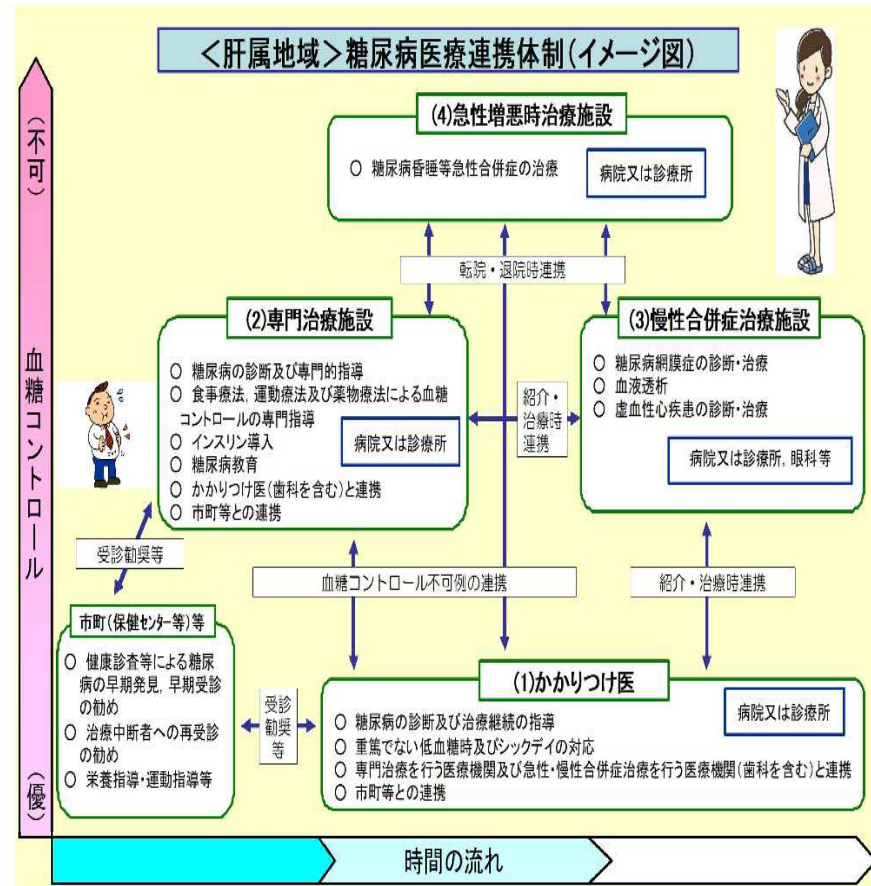 ＜肝属地域＞糖尿病医療連携体制(イメージ図)
(不可)
血糖コントロール
(優)
(4)急性増悪時治療施設
○ 糖尿病昏睡等急性合併症の治療
病院又は診療所
転院・退院時連携
(2)専門治療施設
○ 糖尿病の診断及び専門的指導
○ 食事療法，運動療法及び薬物療法による血糖
コントロールの専門指導
○ インスリン導入
○ 糖尿病教育
○ かかりつけ医(歯科を含む)と連携
○ 市町等との連携
病院又は診療所
紹介・
治療時
連携
(3)慢性合併症治療施設
○ 糖尿病網膜症の診断・治療
○ 血液透析
○ 虚血性心疾患の診断・治療
病院又は診療所，眼科等
受診勧奨等
血糖コントロール不可例の連携
紹介・治療時連携
市町(保健センター等)等
○ 健康診査等による糖尿
病の早期発見，早期受診
の勧め
○ 治療中断者への再受診
の勧め
○ 栄養指導・運動指導等
受診
勧奨
等
(1)かかりつけ医
病院又は診療所
○ 糖尿病の診断及び治療継続の指導
○ 重篤でない低血糖時及びシックデイの対応
○ 専門治療を行う医療機関及び急性・慢性合併症治療を行う医療機関(歯科を含む)と連携
○ 市町等との連携
時間の流れ